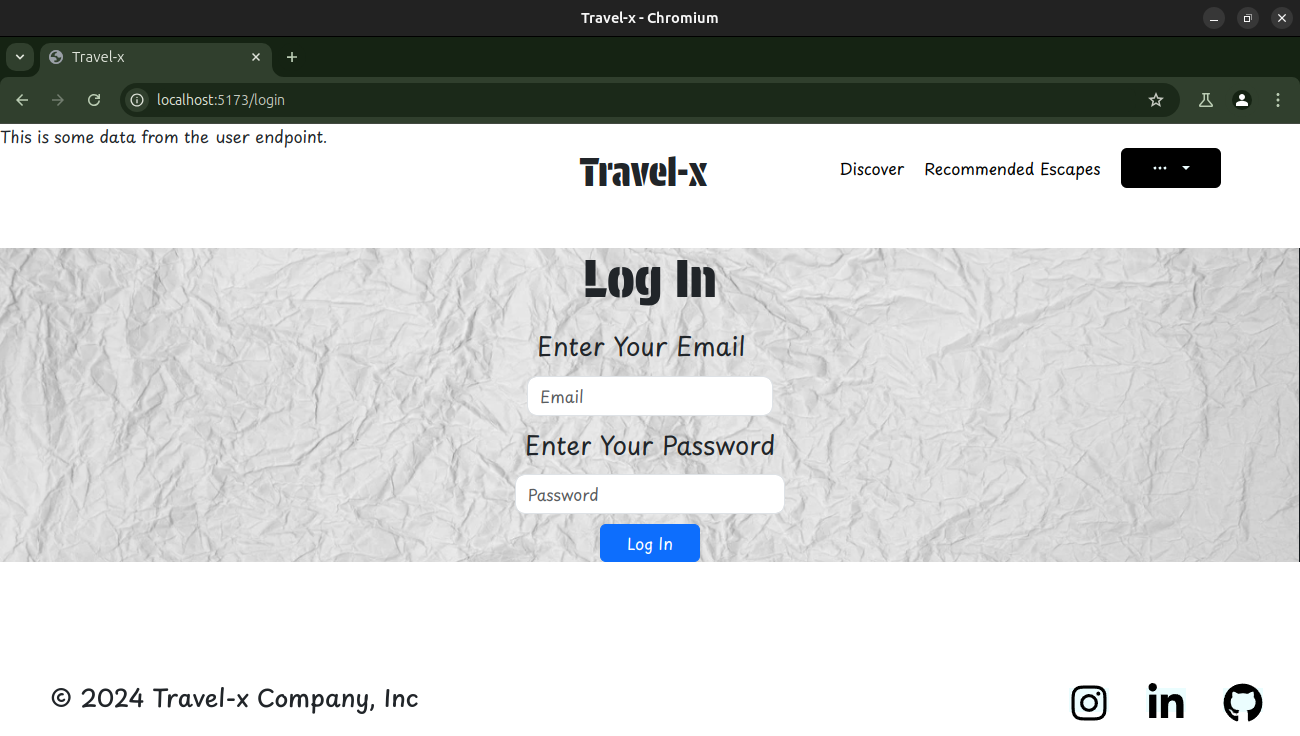 Travel-x - Chromium
Travel-x
localhost:5173/login
This is some data from the user endpoint.
Travel-x
Discover
Recommended Escapes
...
Log In
Enter Your Email
Email
Enter Your Password
Password
Log In
© 2024 Travel-x Company, Inc
in